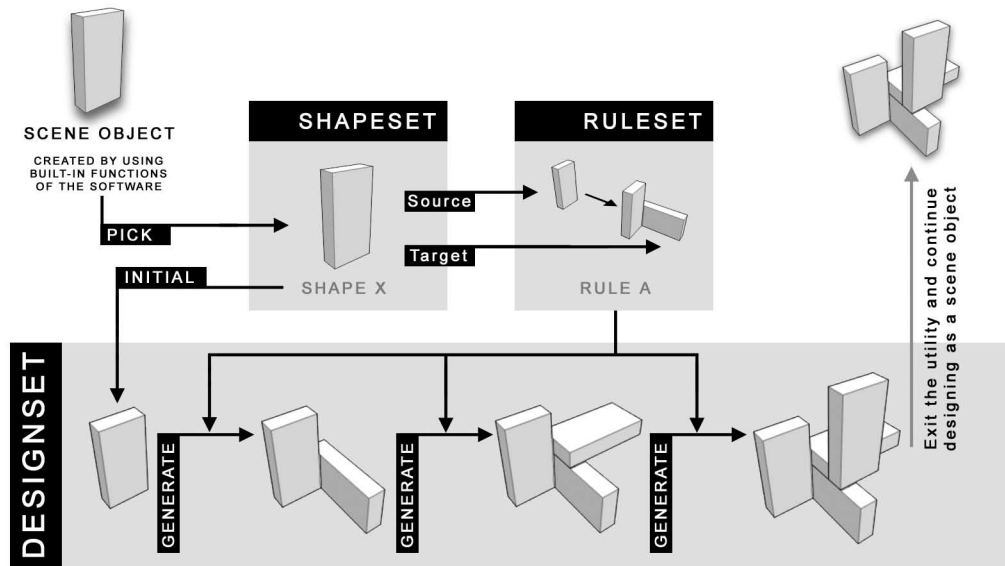 SCENE OBJECT
CREATED BY USING
BUILT-IN FUNCTIONS
OF THE SOFTWARE
PICK
INITIAL
SHAPESET
SHAPE X
Source
Target
RULESET
RULE A
DESIGNSET
GENERATE
GENERATE
GENERATE
Exit the utility and continue
designing as a scene object